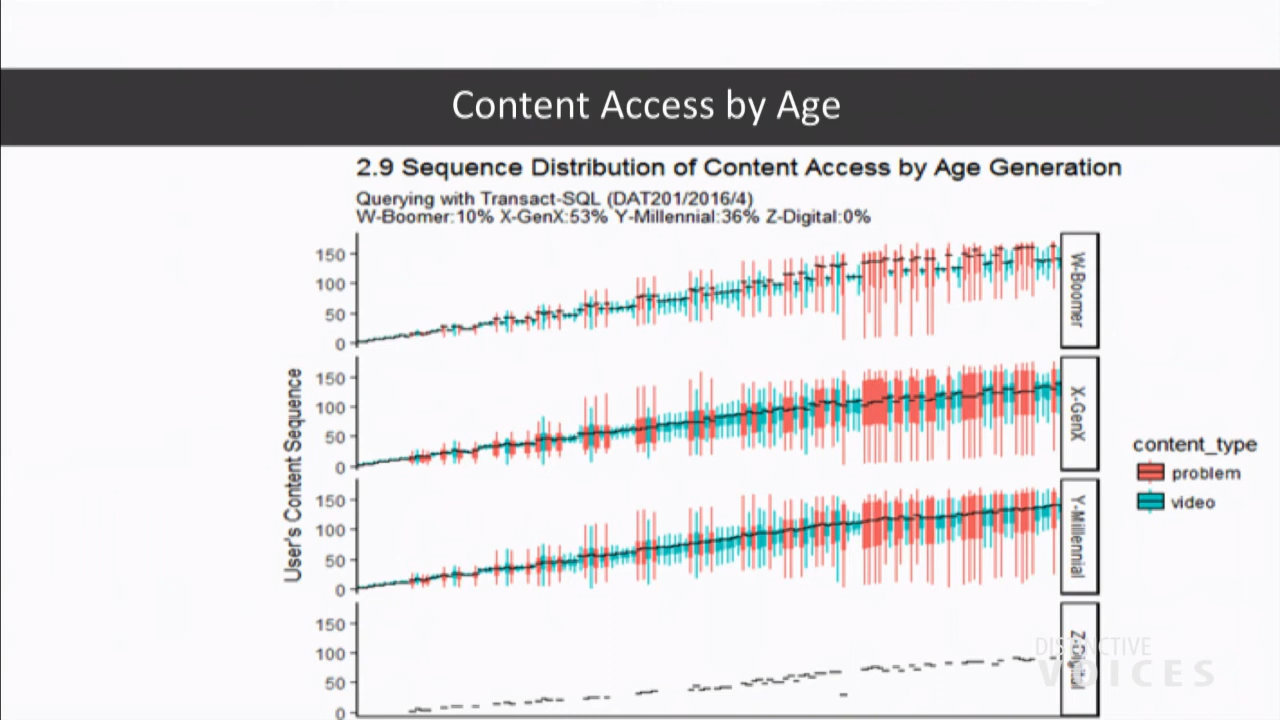 Content Access by Age
2.9 Sequence Distribution of Content Access by Age Generation
Querying with Transact-SQL (DAT201/2016/4)
W-Boomer:10% X-GenX:53% Y-Millennial:36% Z-Digital:0%
150
100
50
0
W-Boomer
150
100
50
0
X-GenX
150
100
50
0
Y-Millennial
150
100
50
0
Z-Digital
User's Content Sequence
content_type
problem
video
DISTINCTIVE
VOICES